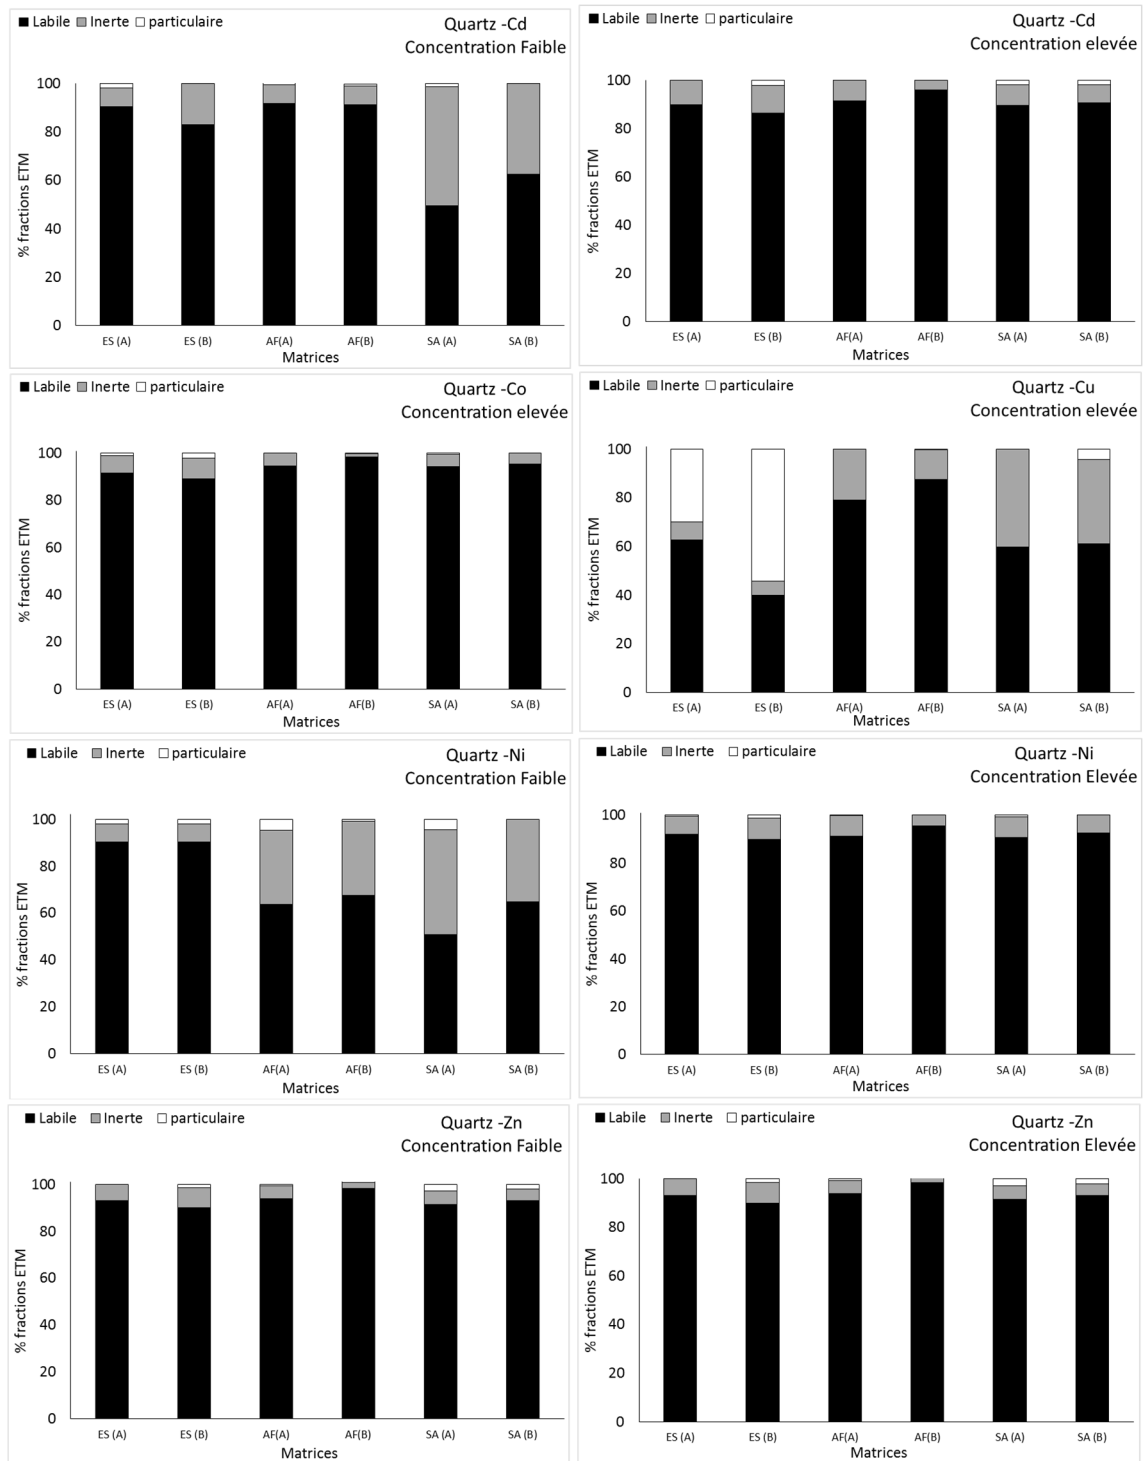 Labile Inerte particulaire
Quartz -Cd
Concentration Faible
% fractions ETM
100
80
60
40
20
0
ES (A) ES (B) AF(A) AF(B) SA (A) SA (B)
Matrices
Labile Inerte particulaire
Quartz -Cd
Concentration elevée
% fractions ETM
100
80
60
40
20
0
ES (A) ES (B) AF(A) AF(B) SA (A) SA (B)
Matrices
Labile Inerte particulaire
Quartz -Co
Concentration elevée
% fractions ETM
100
80
60
40
20
0
ES (A) ES (B) AF(A) AF(B) SA (A) SA (B)
Matrices
Labile Inerte particulaire
Quartz -Cu
Concentration elevée
% fractions ETM
100
80
60
40
20
0
ES (A) ES (B) AF(A) AF(B) SA (A) SA (B)
Matrices
Labile Inerte particulaire
Quartz -Ni
Concentration Faible
% fractions ETM
100
80
60
40
20
0
ES (A) ES (B) AF(A) AF(B) SA (A) SA (B)
Matrices
Labile Inerte particulaire
Quartz -Ni
Concentration Elevée
% fractions ETM
100
80
60
40
20
0
ES (A) ES (B) AF(A) AF(B) SA (A) SA (B)
Matrices
Labile Inerte particulaire
Quartz -Zn
Concentration Faible
% fractions ETM
100
80
60
40
20
0
ES (A) ES (B) AF(A) AF(B) SA (A) SA (B)
Matrices
Labile Inerte particulaire
Quartz -Zn
Concentration Elevée
% fractions ETM
100
80
60
40
20
0
ES (A) ES (B) AF(A) AF(B) SA (A) SA (B)
Matrices